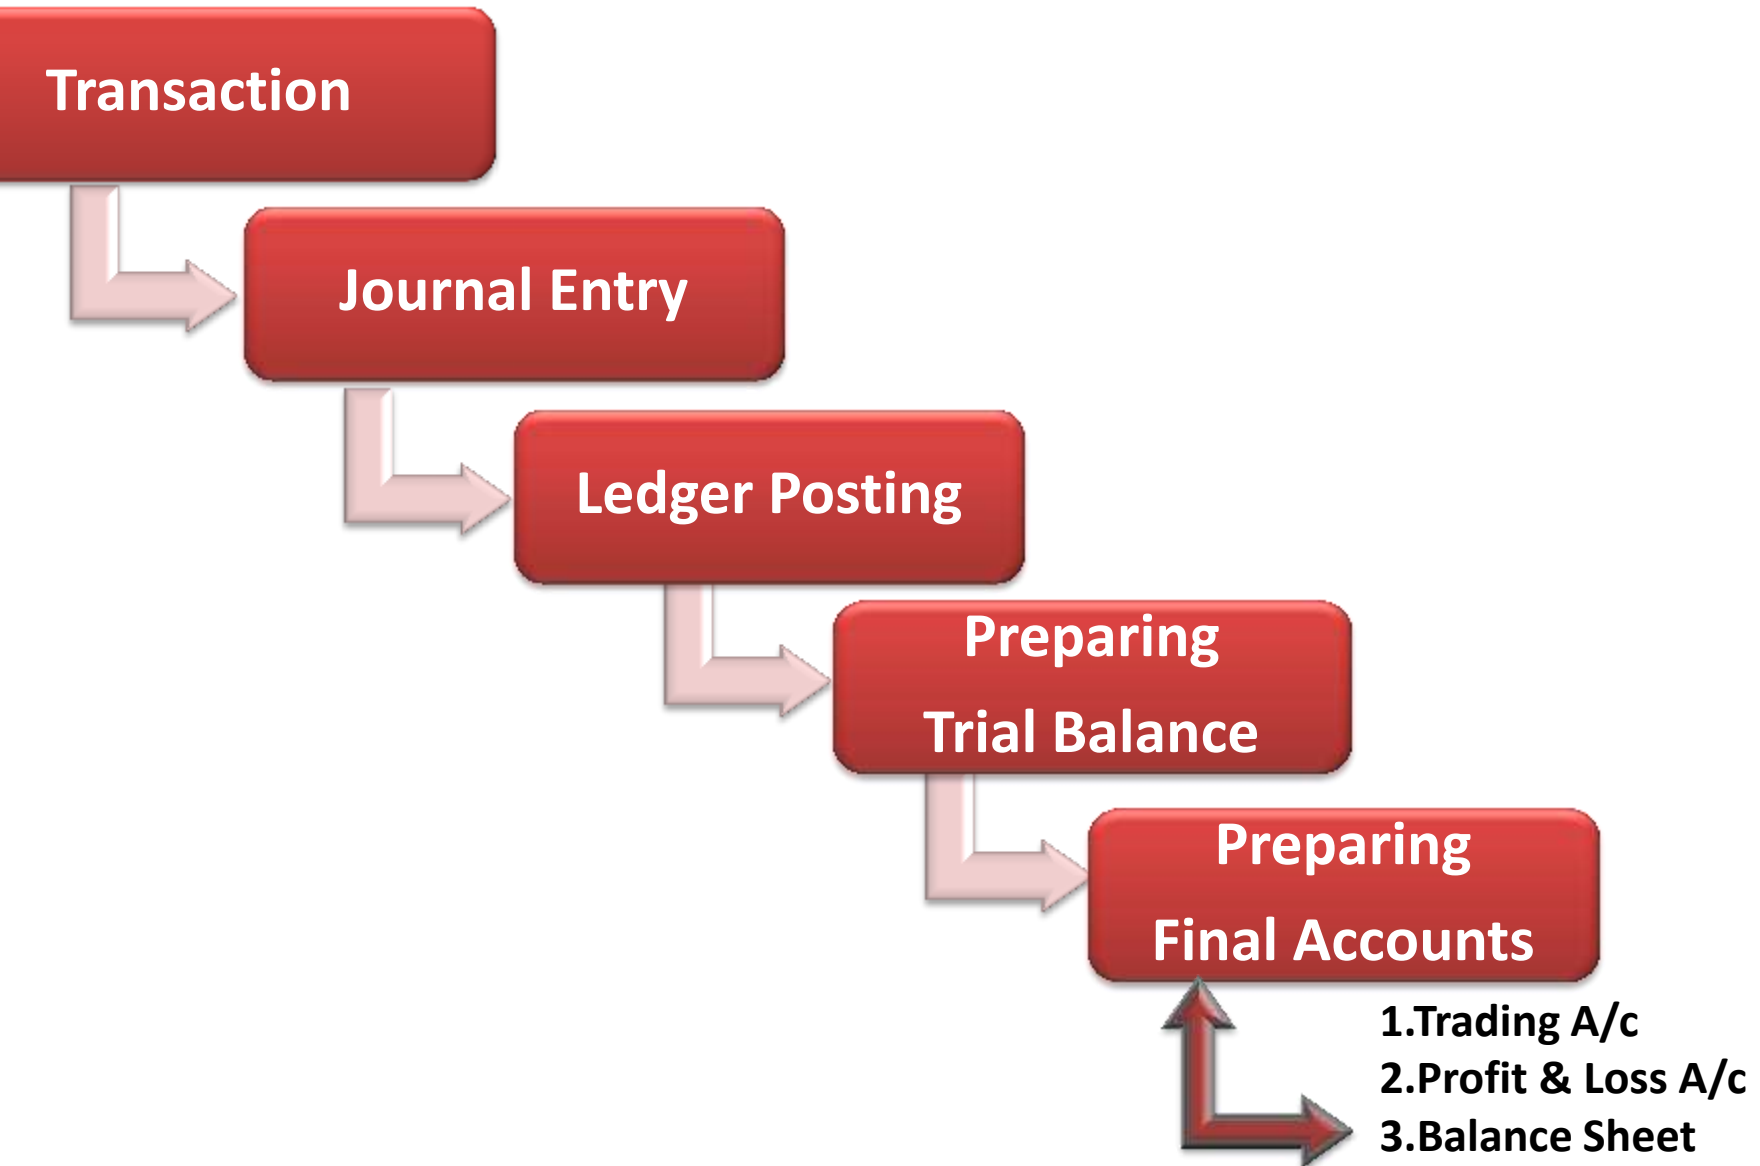 Transaction
Journal Entry
Ledger Posting
Preparing
Trial Balance
Preparing
Final Accounts
1.Trading A/c
2.Profit & Loss A/c
3.Balance Sheet